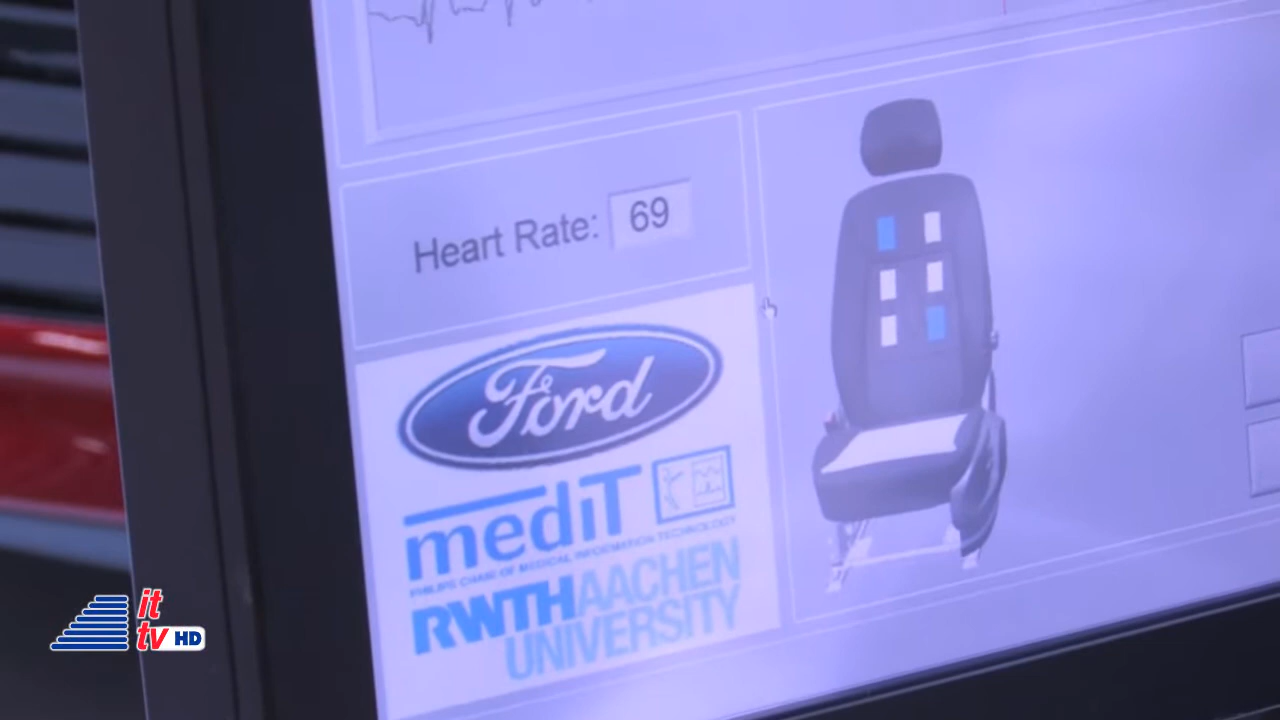 Heart Rate: 69
Ford
mediT
PHILIPS CHAIR OF MEDICAL INFORMATION TECHNOLOGY
RWTHAACHEN
UNIVERSITY
it
tv HD